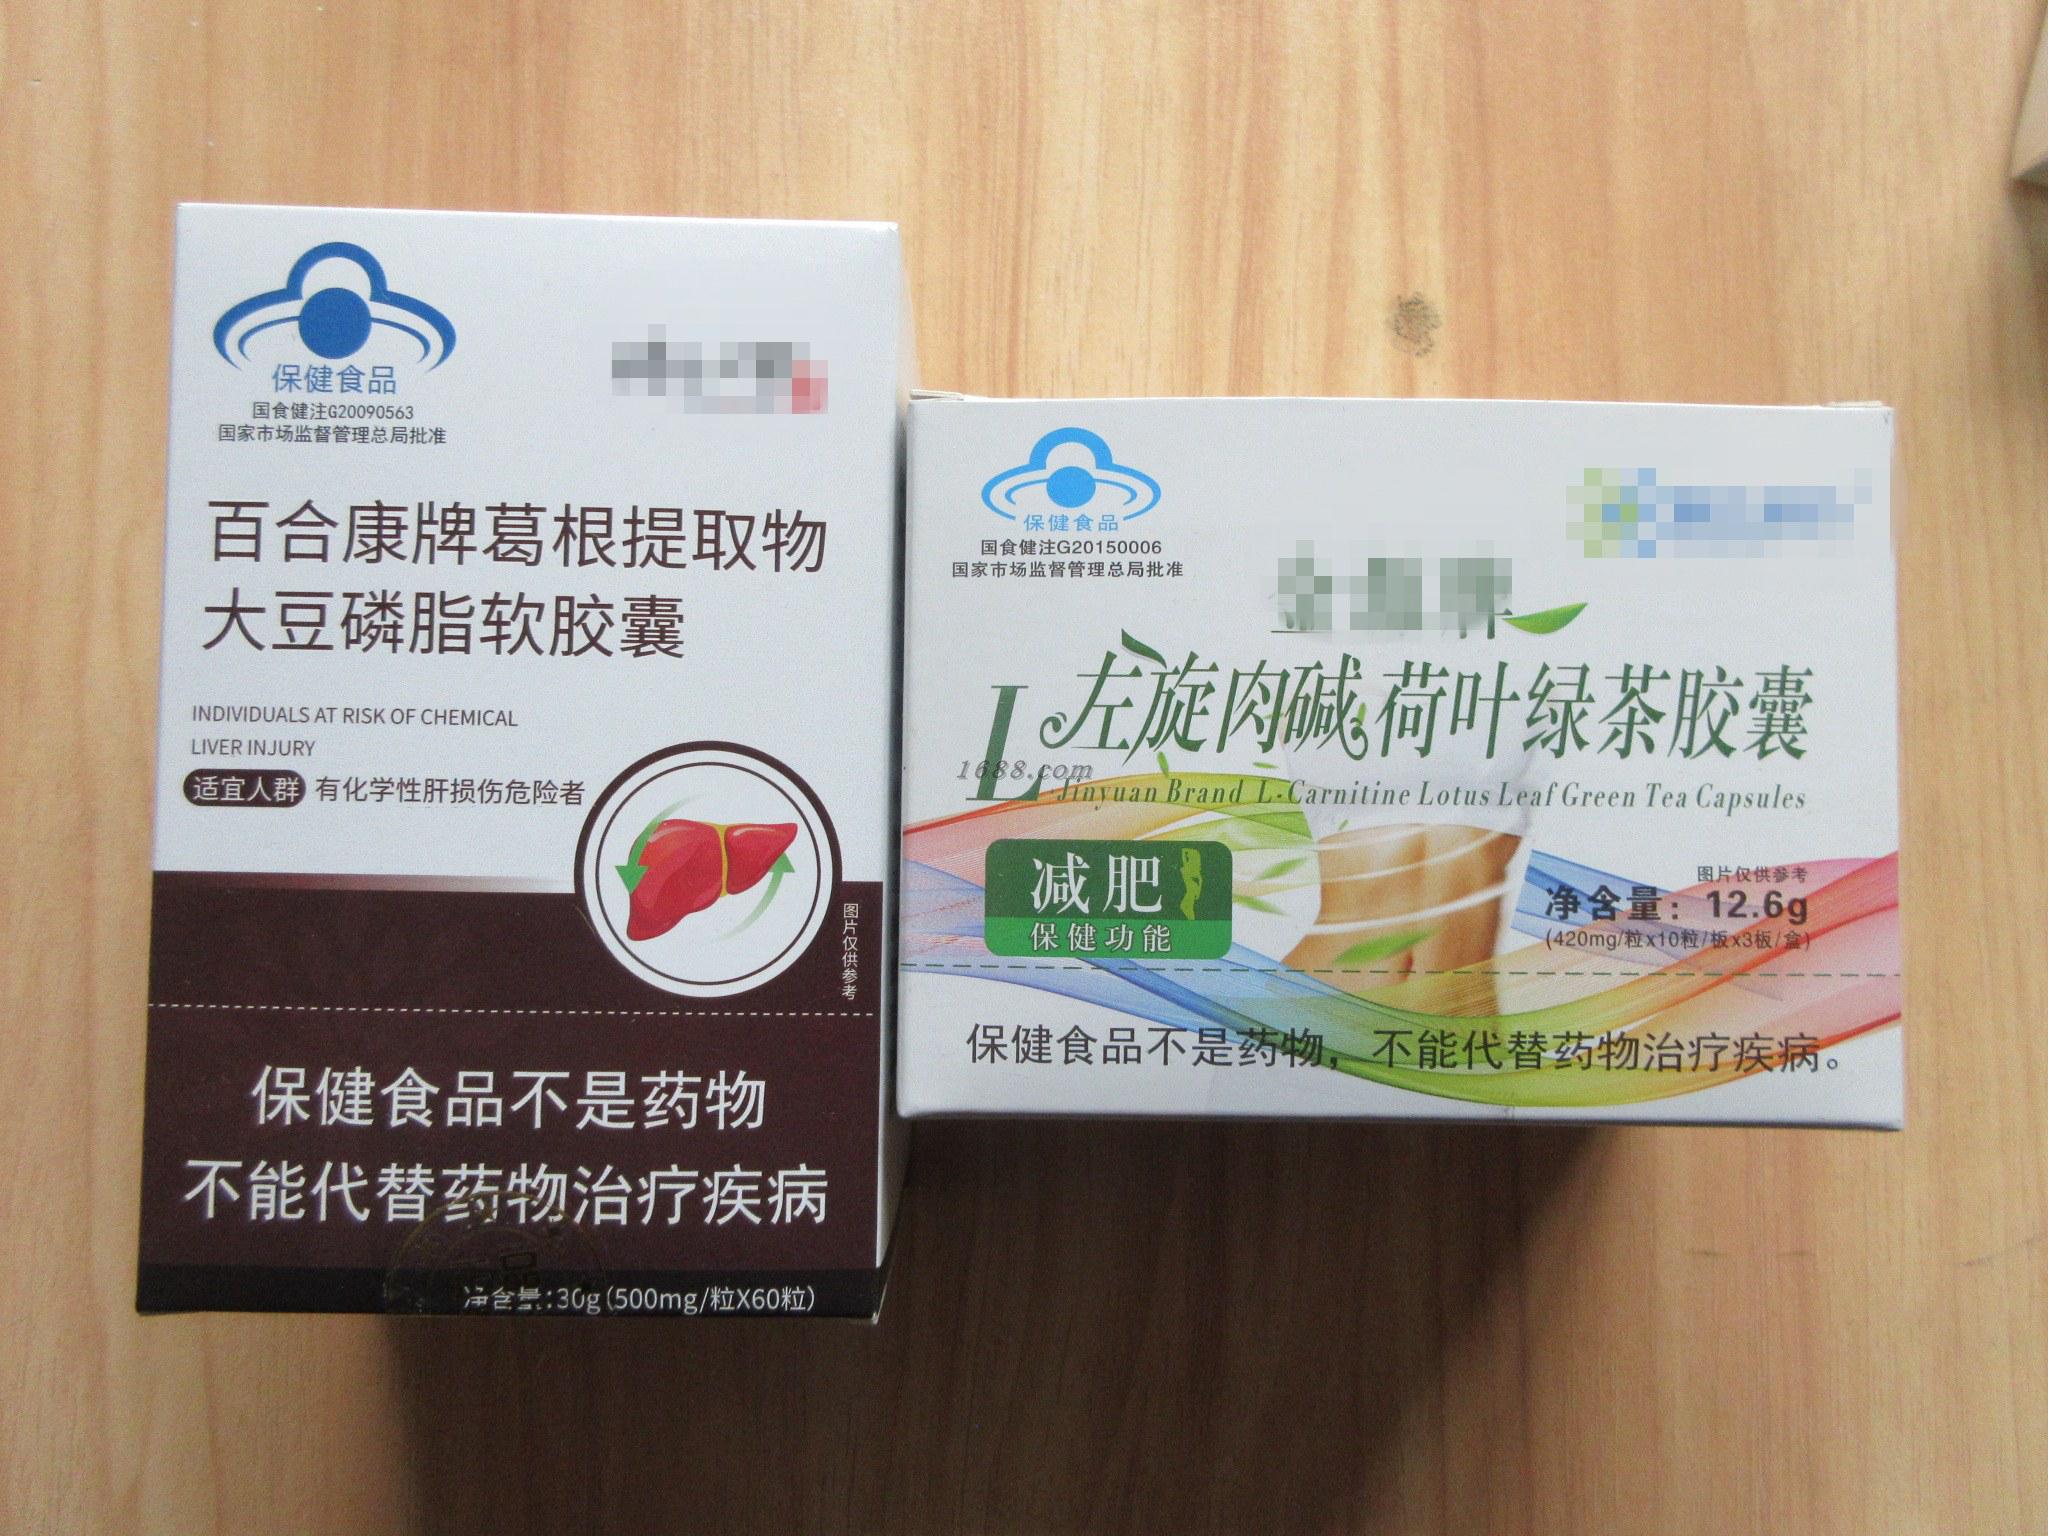 保健食品
国食健注G20090563
国家市场监督管理总局批准
百合康牌葛根提取物
大豆磷脂软胶囊
INDIVIDUALS AT RISK OF CHEMICAL
LIVER INJURY
适宜人群 有化学性肝损伤危险者
图片仅供参考
保健食品不是药物
不能代替药物治疗疾病
净含量:30g(500mg/粒X60粒)
保健食品
国食健注G20150006
国家市场监督管理总局批准
L 左旋肉碱荷叶绿茶胶囊
1688.com
Jinyuan Brand L-Carnitine Lotus Leaf Green Tea Capsules
减肥
保健功能
图片仅供参考
净含量：12.6g
(420mg/粒x10粒/板x3板/盒)
保健食品不是药物，不能代替药物治疗疾病。